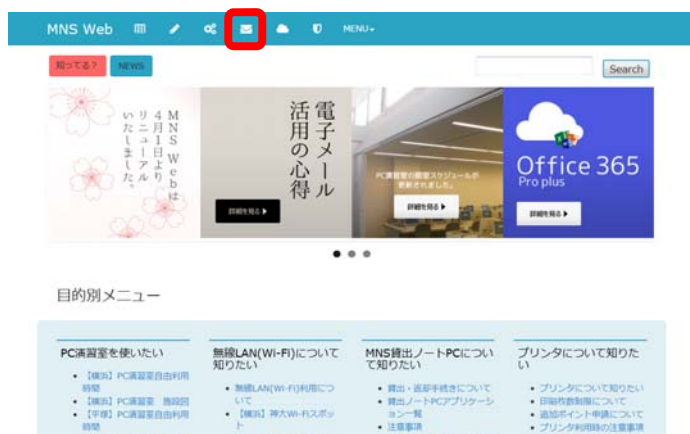 MNS Web
MENU
知ってる?
NEWS
Search
MNS Webは
4月1日より
リニューアル
いたしました。
電子メール
活用の心得
詳細を見る ▶
PC演習室の開室スケジュールが
更新されました。
詳細を見る ▶
Office 365
Pro plus
詳細を見る ▶
目的別メニュー
PC演習室を使いたい
• 【横浜】PC演習室自由利用
時間
• 【横浜】PC演習室 施設図
• 【平塚】PC演習室自由利用
時間
無線LAN(Wi-Fi)について
知りたい
• 無線LAN(Wi-Fi)利用につ
いて
• 【横浜】神大Wi-Fiスポッ
ト
MNS貸出ノートPCについ
て知りたい
• 貸出・返却手続きについて
• 貸出ノートPCアプリケーシ
ョン一覧
• 注意事項
プリンタについて知りた
い
• プリンタについて知りたい
• 印刷枚数制限について
• 追加ポイント申請について
• プリンタ利用時の注意事項